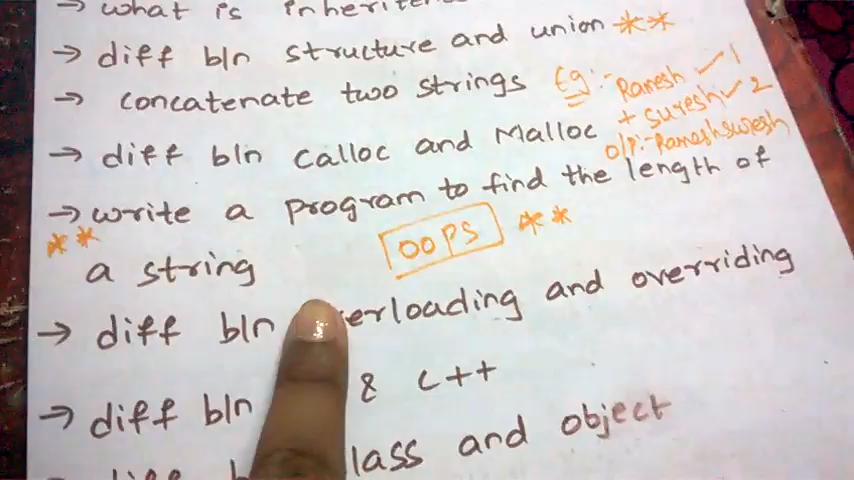 → what is
→ diff b/n structure and union **
→ concatenate two strings Eg:- Ramesh ✓ 1
+ Suresh ✓ 2
o/p:- Rameshsuresh
→ diff b/n calloc and Malloc
→ write a program to find the length of
** a string OOPS **
→ diff b/n erloading and overriding
→ diff b/n & c++
lass and object